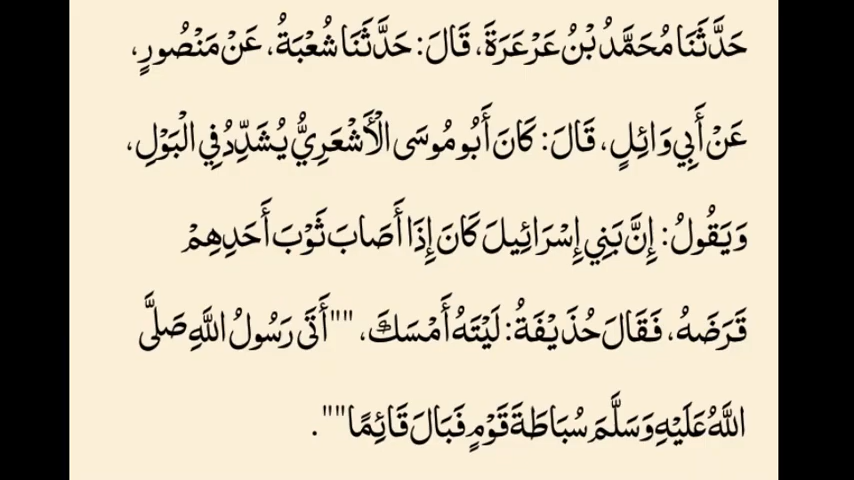 حَدَّثَنَا مُحَمَّدُ بْنُ عَرْعَرَةَ، قَالَ: حَدَّثَنَا شُعْبَةُ، عَنْ مَنْصُورٍ،
عَنْ أَبِي وَائِلٍ، قَالَ: كَانَ أَبُو مُوسَى الْأَشْعَرِيُّ يُشَدِّدُ فِي الْبَوْلِ،
وَيَقُولُ: إِنَّ بَنِي إِسْرَائِيلَ كَانَ إِذَا أَصَابَ ثَوْبَ أَحَدِهِمْ
قَرَضَهُ، فَقَالَ حُذَيْفَةُ: لَيْتَهُ أَمْسَكَ، ""أَتَى رَسُولُ اللَّهِ صَلَّى
اللَّهُ عَلَيْهِ وَسَلَّمَ سُبَاطَةَ قَوْمٍ فَبَالَ قَائِمًا"".